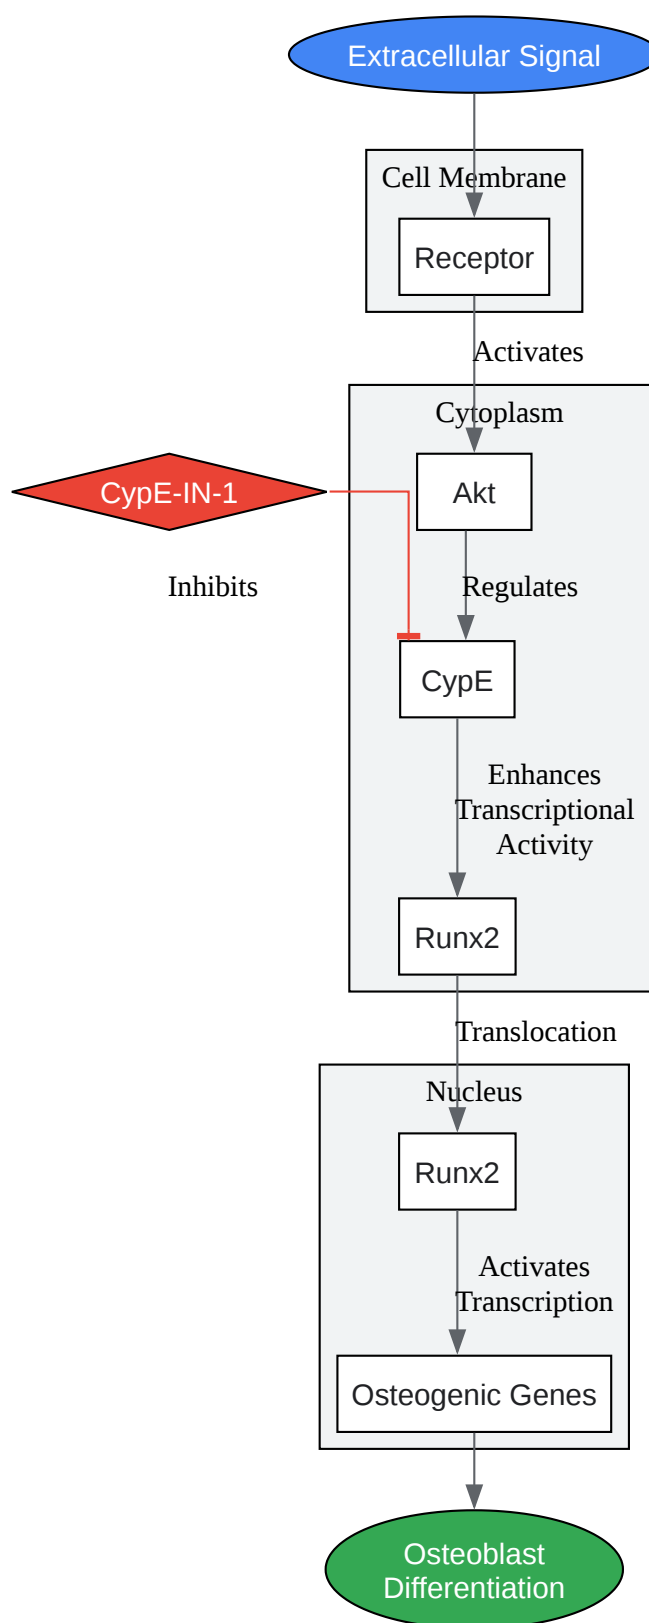 Extracellular Signal
Cell Membrane
Receptor
Activates
Cytoplasm
CypE-IN-1
Akt
Inhibits
Regulates
CypE
Enhances
Transcriptional
Activity
Runx2
Translocation
Nucleus
Runx2
Activates
Transcription
Osteogenic Genes
Osteoblast
Differentiation